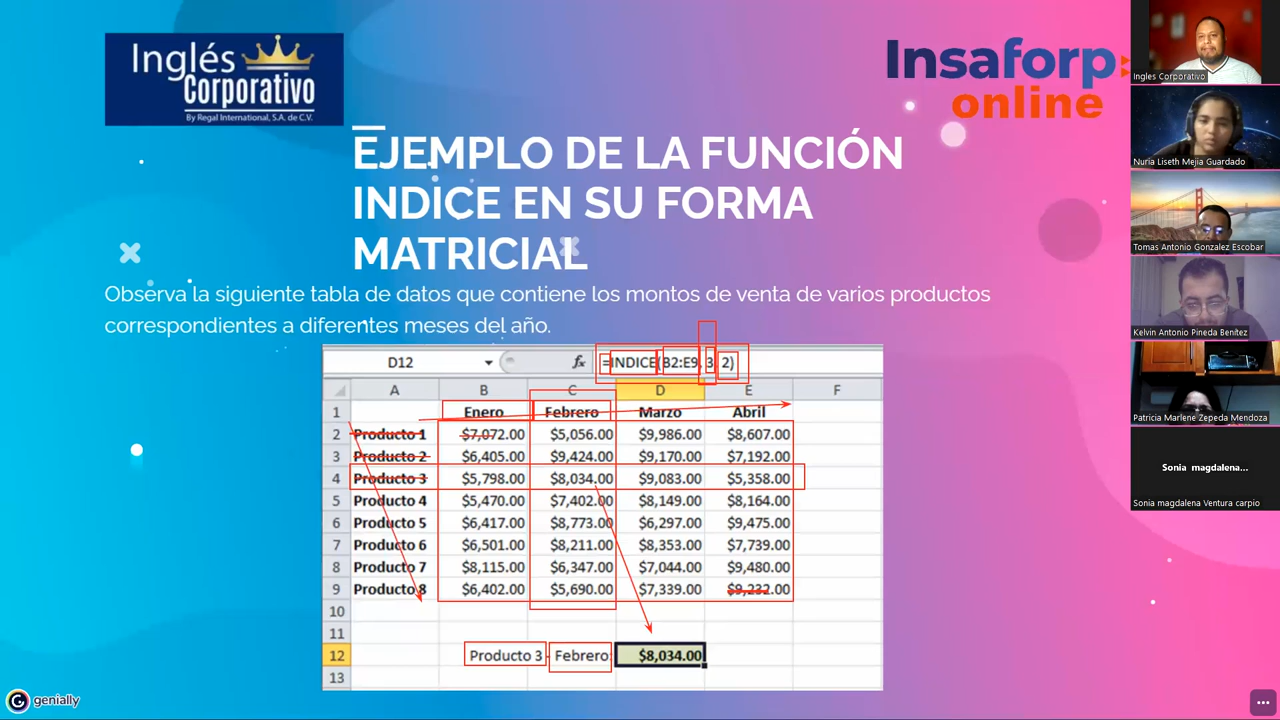 Inglés
Corporativo
By Regal International, S.A. de C.V.
Insaforp
online
EJEMPLO DE LA FUNCIÓN
INDICE EN SU FORMA
MATRICIAL
Observa la siguiente tabla de datos que contiene los montos de venta de varios productos
correspondientes a diferentes meses del año.
D12 fx =INDICE(B2:E9, 3, 2)
A B C D E F
1 Enero Febrero Marzo Abril
2 Producto 1 $7,072.00 $5,056.00 $9,986.00 $8,607.00
3 Producto 2 $6,405.00 $9,424.00 $9,170.00 $7,192.00
4 Producto 3 $5,798.00 $8,034.00 $9,083.00 $5,358.00
5 Producto 4 $5,470.00 $7,402.00 $8,149.00 $8,164.00
6 Producto 5 $6,417.00 $8,773.00 $6,297.00 $9,475.00
7 Producto 6 $6,501.00 $8,211.00 $8,353.00 $7,739.00
8 Producto 7 $8,115.00 $6,347.00 $7,044.00 $9,480.00
9 Producto 8 $6,402.00 $5,690.00 $7,339.00 $9,232.00
10
11
12 Producto 3 - Febrero: $8,034.00
13
genially
Ingles Corporativo
Nuria Liseth Mejia Guardado
Tomas Antonio Gonzalez Escobar
Kelvin Antonio Pineda Benítez
Patricia Marlene Zepeda Mendoza
Sonia magdalena...
Sonia magdalena Ventura carpio